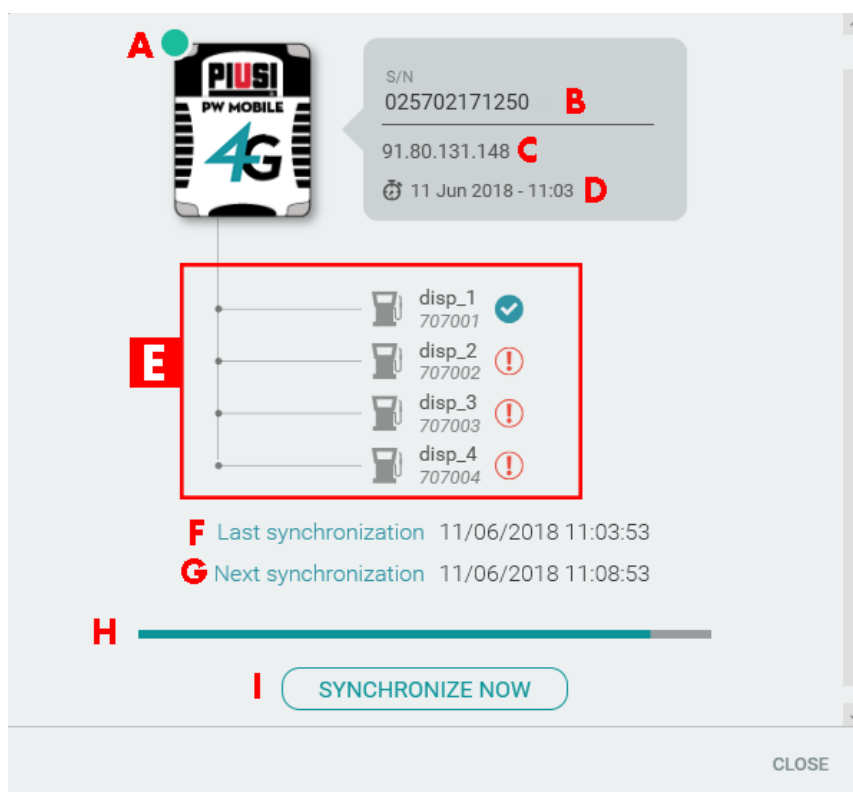 A
PIUSI
PW MOBILE
4G
S/N
025702171250 B
91.80.131.148 C
11 Jun 2018 - 11:03 D
E
disp_1
707001
disp_2
707002
disp_3
707003
disp_4
707004
F Last synchronization 11/06/2018 11:03:53
G Next synchronization 11/06/2018 11:08:53
H
I SYNCHRONIZE NOW
CLOSE